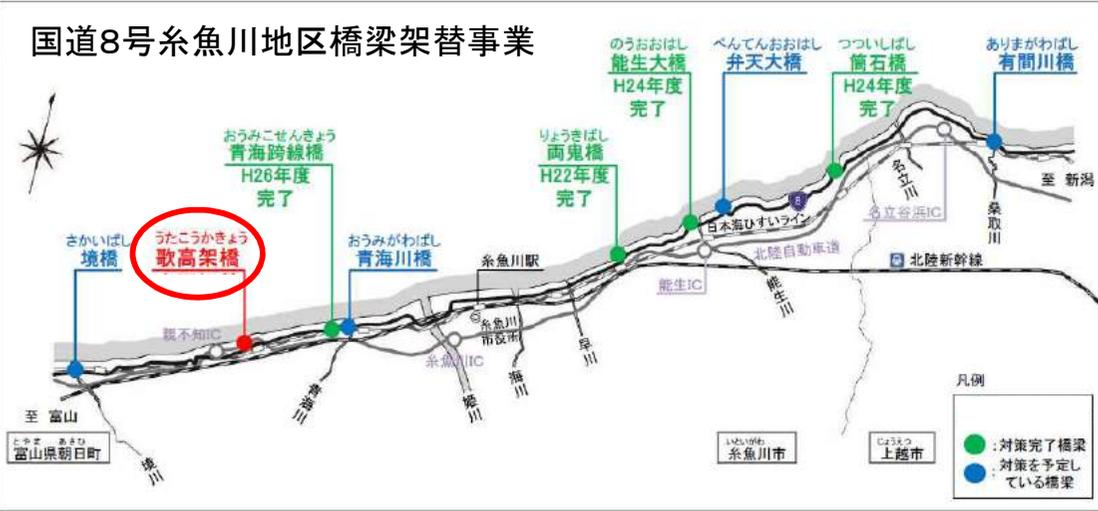 国道8号糸魚川地区橋梁架替事業
のうおおはし
能生大橋
H24年度
完了
べんてんおおはし
弁天大橋
つついしばし
筒石橋
H24年度
完了
ありまがわばし
有間川橋
おうみこせんきょう
青海跨線橋
H26年度
完了
りょうきばし
両鬼橋
H22年度
完了
さかいばし
境橋
うたこうかきょう
歌高架橋
おうみがわばし
青海川橋
糸魚川駅
8
日本海ひすいライン
名立川
名立谷浜IC
桑取川
至 新潟
北陸自動車道
北陸新幹線
能生IC
能生川
親不知IC
糸魚川
市役所
糸魚川IC
早川
海川
姫川
青海川
境川
至 富山
とやま あさひ
富山県朝日町
いといがわ
糸魚川市
じょうえつ
上越市
凡例
:対策完了橋梁
:対策を予定し
ている橋梁